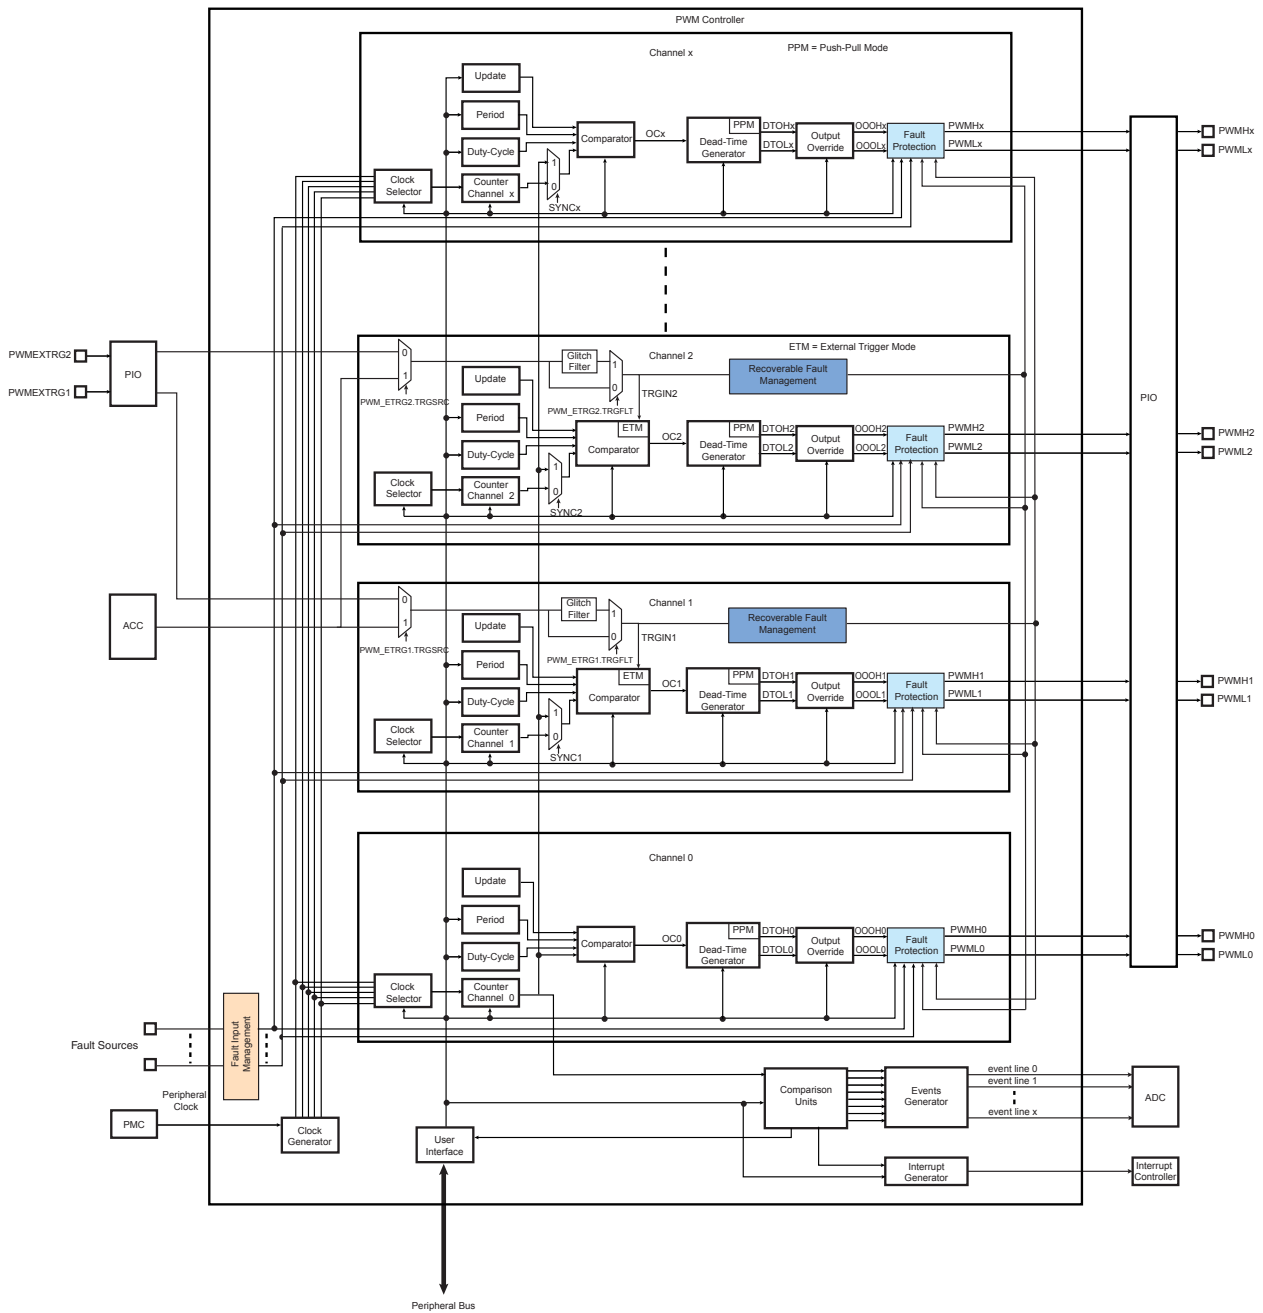 PWM Controller
Channel x
PPM = Push-Pull Mode
Update
Period
Duty-Cycle
Clock
Selector
Counter
Channel x
1
0
SYNCx
Comparator
OCx
PPM
Dead-Time
Generator
DTOHx
DTOLx
Output
Override
OOOHx
OOOLx
Fault
Protection
PWMHx
PWMLx
PWMHx
PWMLx
PIO
PWMEXTRG2
PWMEXTRG1
PIO
ETM = External Trigger Mode
Channel 2
0
1
PWM_ETRG2.TRGSRC
Glitch
Filter
1
0
PWM_ETRG2.TRGFLT
TRGIN2
Recoverable Fault
Management
Update
Period
Duty-Cycle
Clock
Selector
Counter
Channel 2
1
0
SYNC2
ETM
Comparator
OC2
PPM
Dead-Time
Generator
DTOH2
DTOL2
Output
Override
OOOH2
OOOL2
Fault
Protection
PWMH2
PWML2
PWMH2
PWML2
ACC
Channel 1
0
1
PWM_ETRG1.TRGSRC
Glitch
Filter
1
0
PWM_ETRG1.TRGFLT
TRGIN1
Recoverable Fault
Management
Update
Period
Duty-Cycle
Clock
Selector
Counter
Channel 1
1
0
SYNC1
ETM
Comparator
OC1
PPM
Dead-Time
Generator
DTOH1
DTOL1
Output
Override
OOOH1
OOOL1
Fault
Protection
PWMH1
PWML1
PWMH1
PWML1
Channel 0
Update
Period
Duty-Cycle
Clock
Selector
Counter
Channel 0
Comparator
OC0
PPM
Dead-Time
Generator
DTOH0
DTOL0
Output
Override
OOOH0
OOOL0
Fault
Protection
PWMH0
PWML0
PWMH0
PWML0
Fault Sources
Fault Input
Management
Peripheral
Clock
PMC
Clock
Generator
User
Interface
Comparison
Units
Events
Generator
event line 0
event line 1
event line x
ADC
Interrupt
Generator
Interrupt
Controller
Peripheral Bus